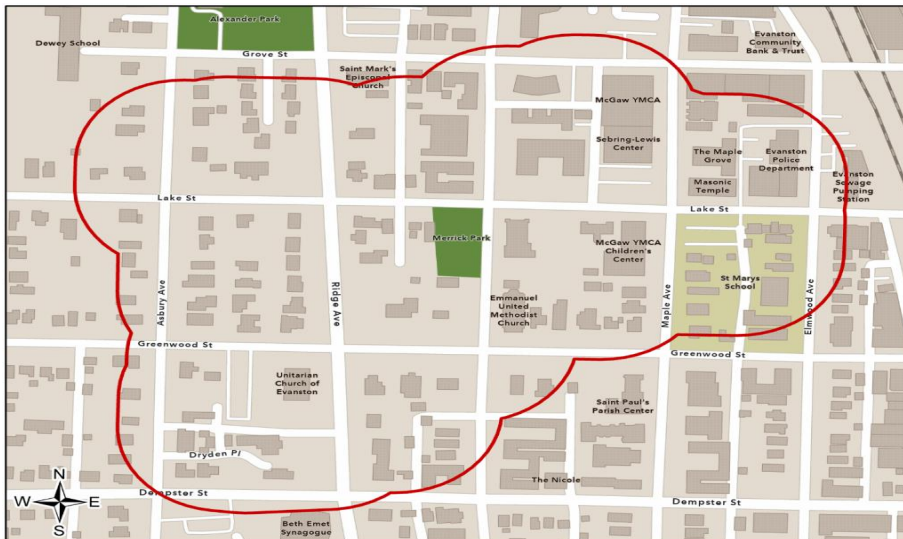 Alexander Park
Dewey School
Evanston
Community
Bank & Trust
Grove St
Saint Mark's
Episcopal
Church
McGaw YMCA
Sebring-Lewis
Center
The Maple
Grove
Evanston
Police
Department
Masonic
Temple
Evanston
Sewage
Pumping
Station
Lake St
Lake St
Merrick Park
McGaw YMCA
Children's
Center
St Marys
School
Asbury Ave
Ridge Ave
Emmanuel
United
Methodist
Church
Maple Ave
Elmwood Ave
Greenwood St
Greenwood St
Unitarian
Church of
Evanston
Saint Paul's
Parish Center
Dryden Pl
N
W
E
S
Dempster St
The Nicole
Dempster St
Beth Emet
Synagogue